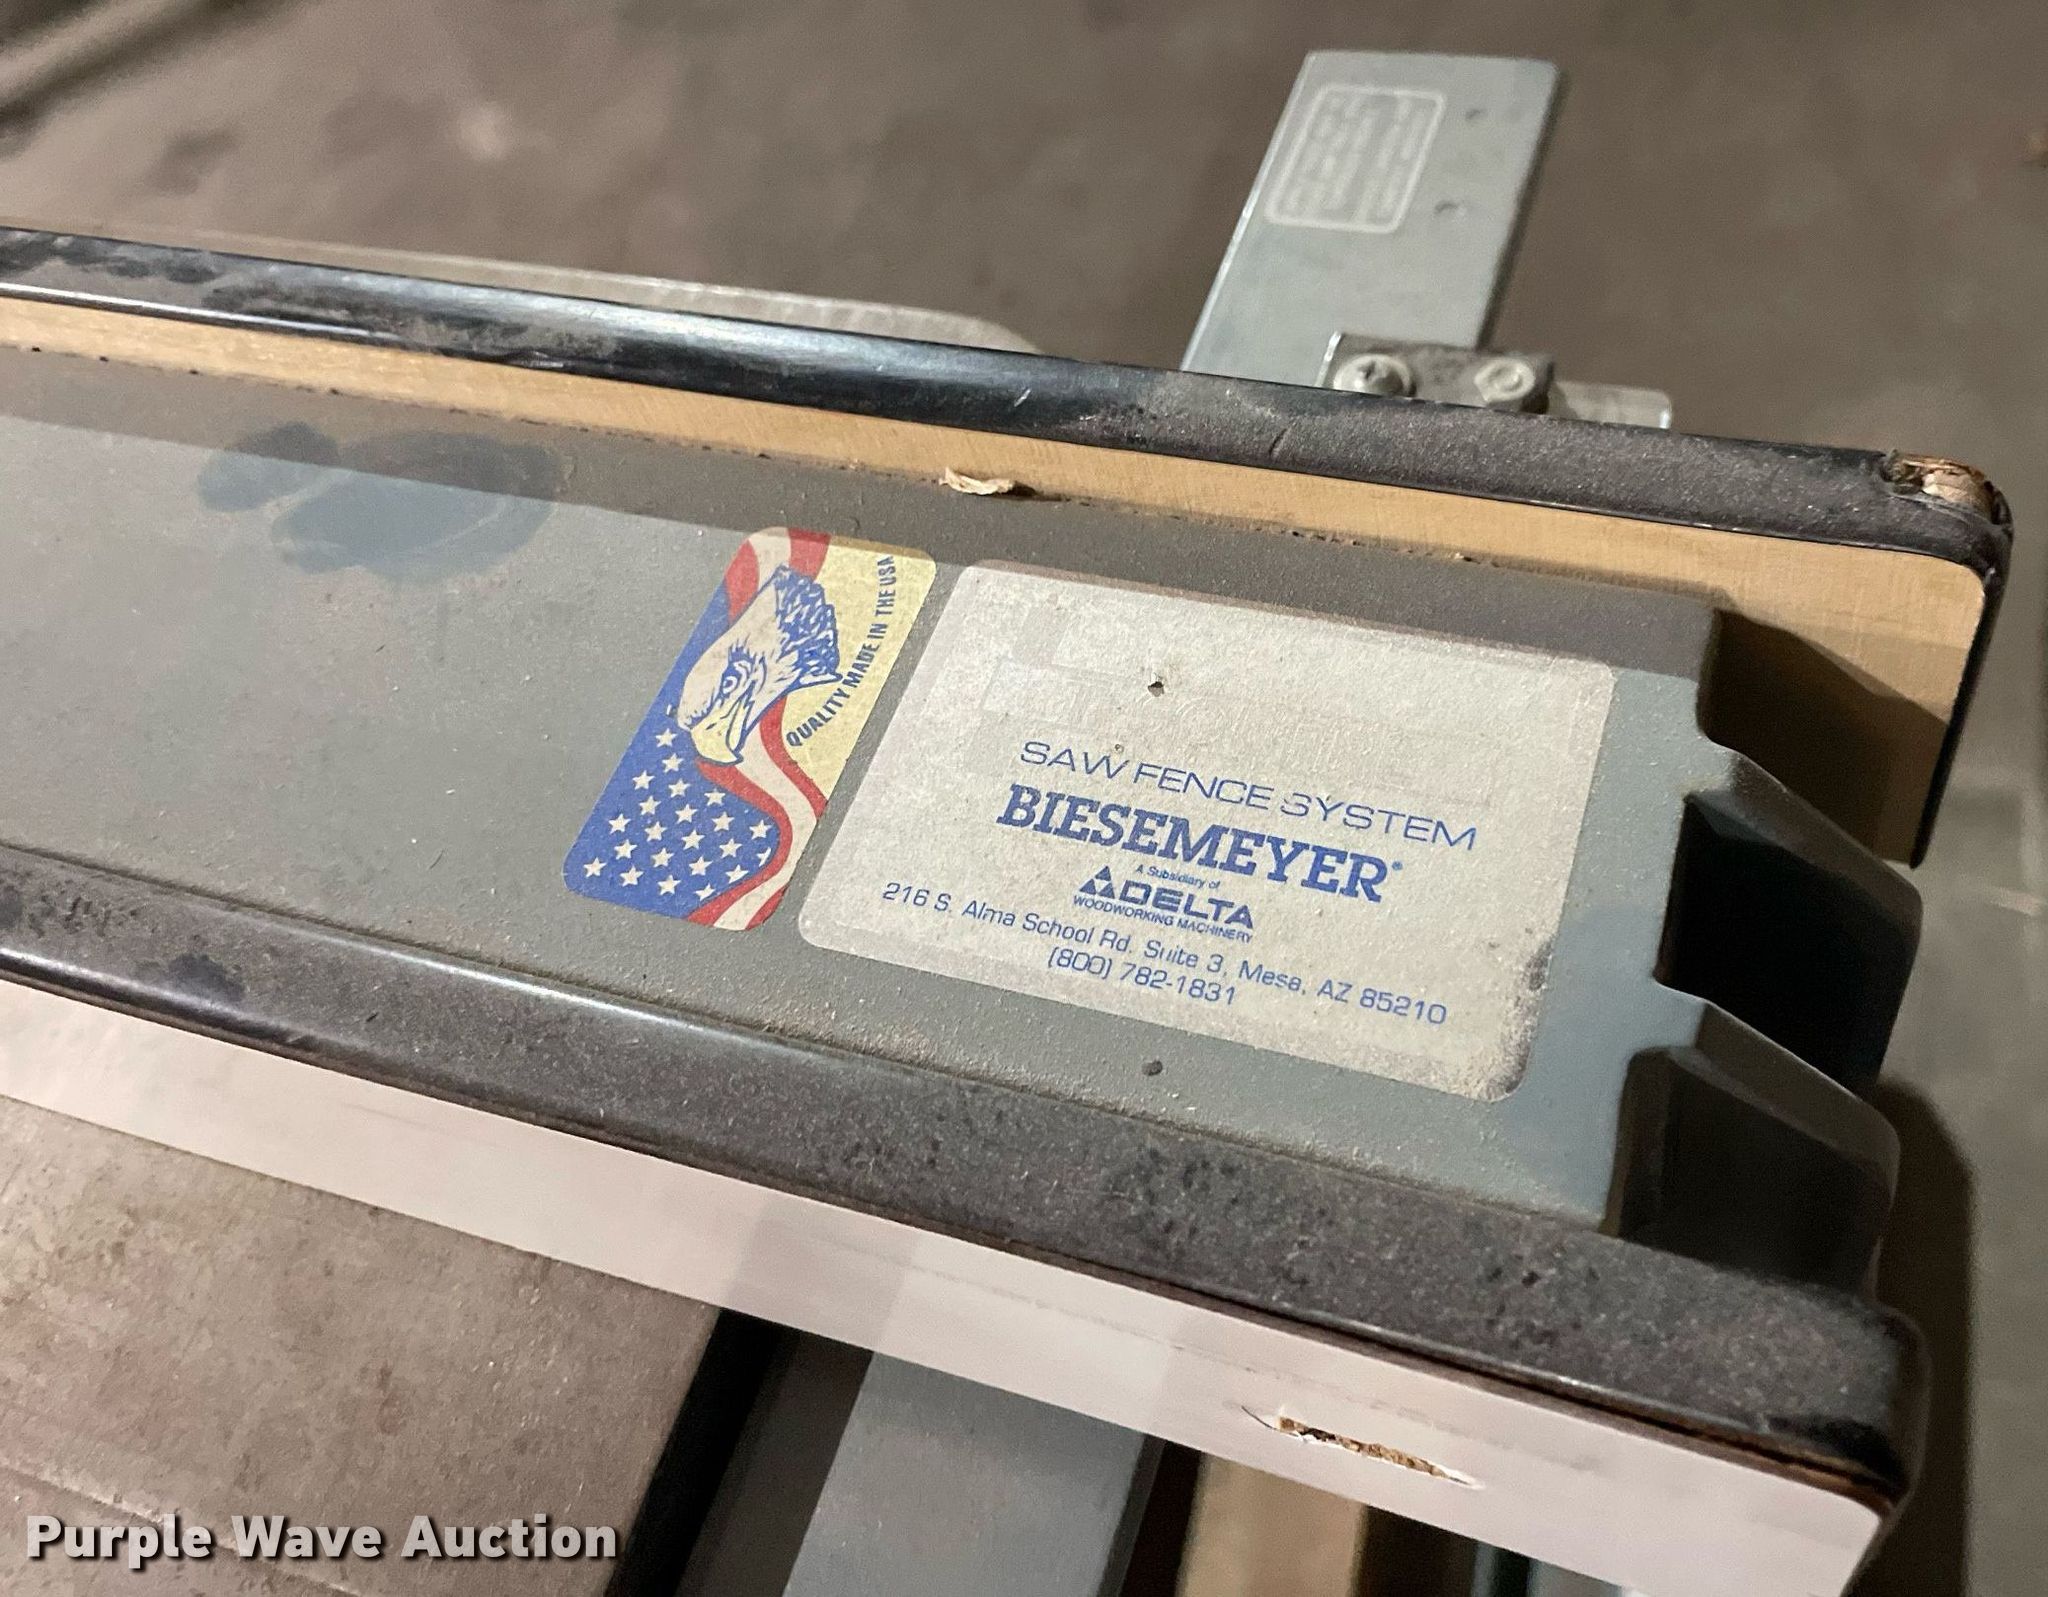 QUALITY MADE IN THE USA
SAW FENCE SYSTEM
BIESEMEYER®
A Subsidiary of
DELTA
WOODWORKING MACHINERY
216 S. Alma School Rd. Suite 3, Mesa, AZ 85210
(800) 782-1831
Purple Wave Auction